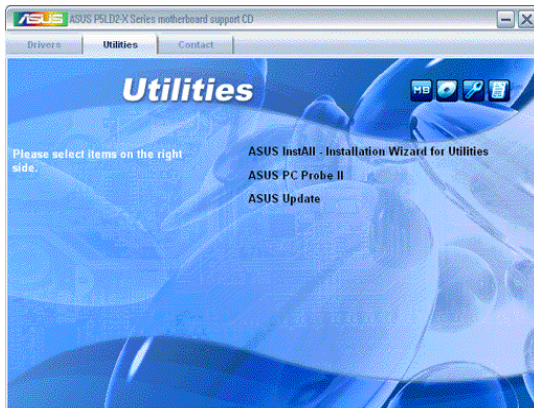 ASUS ASUS P5LD2-X Series motherboard support CD
Drivers Utilities Contact
Utilities
MB
Please select items on the right
side.
ASUS InstAll - Installation Wizard for Utilities
ASUS PC Probe II
ASUS Update